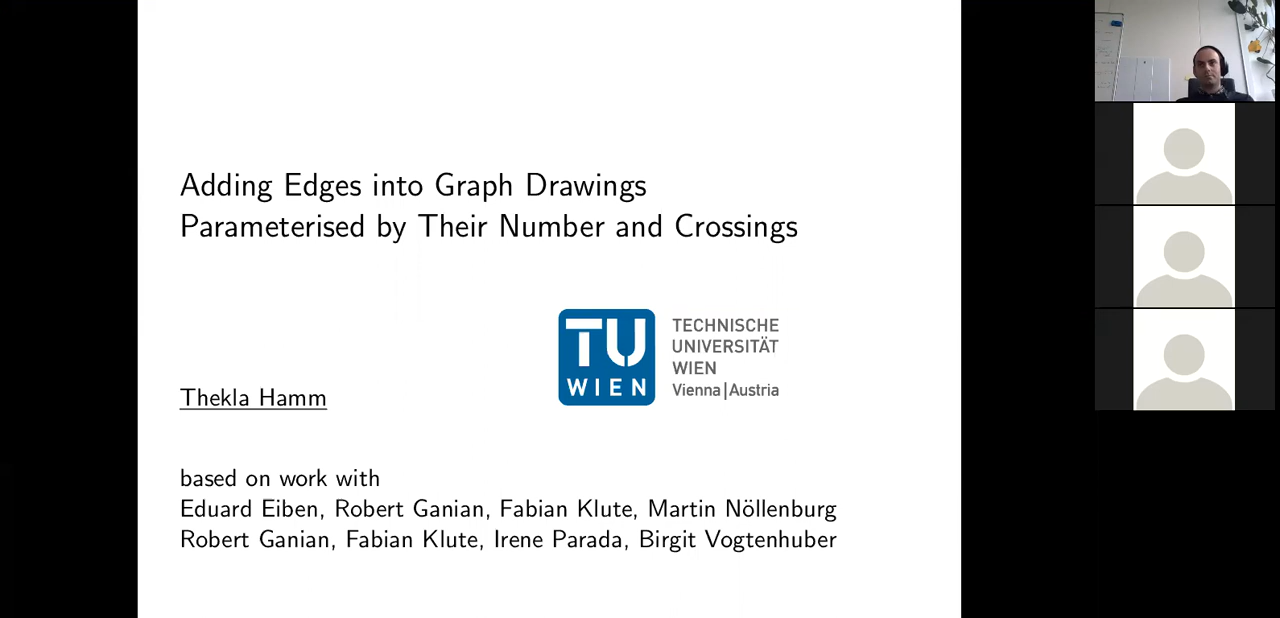 Adding Edges into Graph Drawings
Parameterised by Their Number and Crossings
TU
WIEN
TECHNISCHE
UNIVERSITÄT
WIEN
Vienna|Austria
Thekla Hamm
based on work with
Eduard Eiben, Robert Ganian, Fabian Klute, Martin Nöllenburg
Robert Ganian, Fabian Klute, Irene Parada, Birgit Vogtenhuber